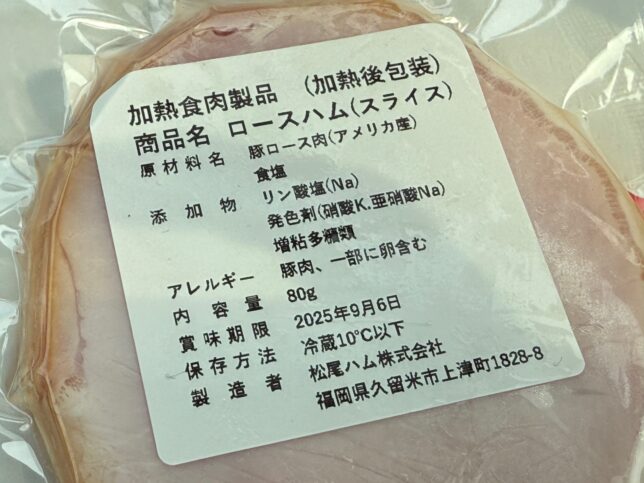 加熱食肉製品 （加熱後包装)
商品名 ロースハム(スライス)
原材料名 豚ロース肉(アメリカ産)
食塩
添加物 リン酸塩(Na)
発色剤(硝酸K.亜硝酸Na)
増粘多糖類
アレルギー 豚肉、一部に卵含む
内容量 80g
賞味期限 2025年9月6日
保存方法 冷蔵10℃以下
製造者 松尾ハム株式会社
福岡県久留米市上津町1828-8